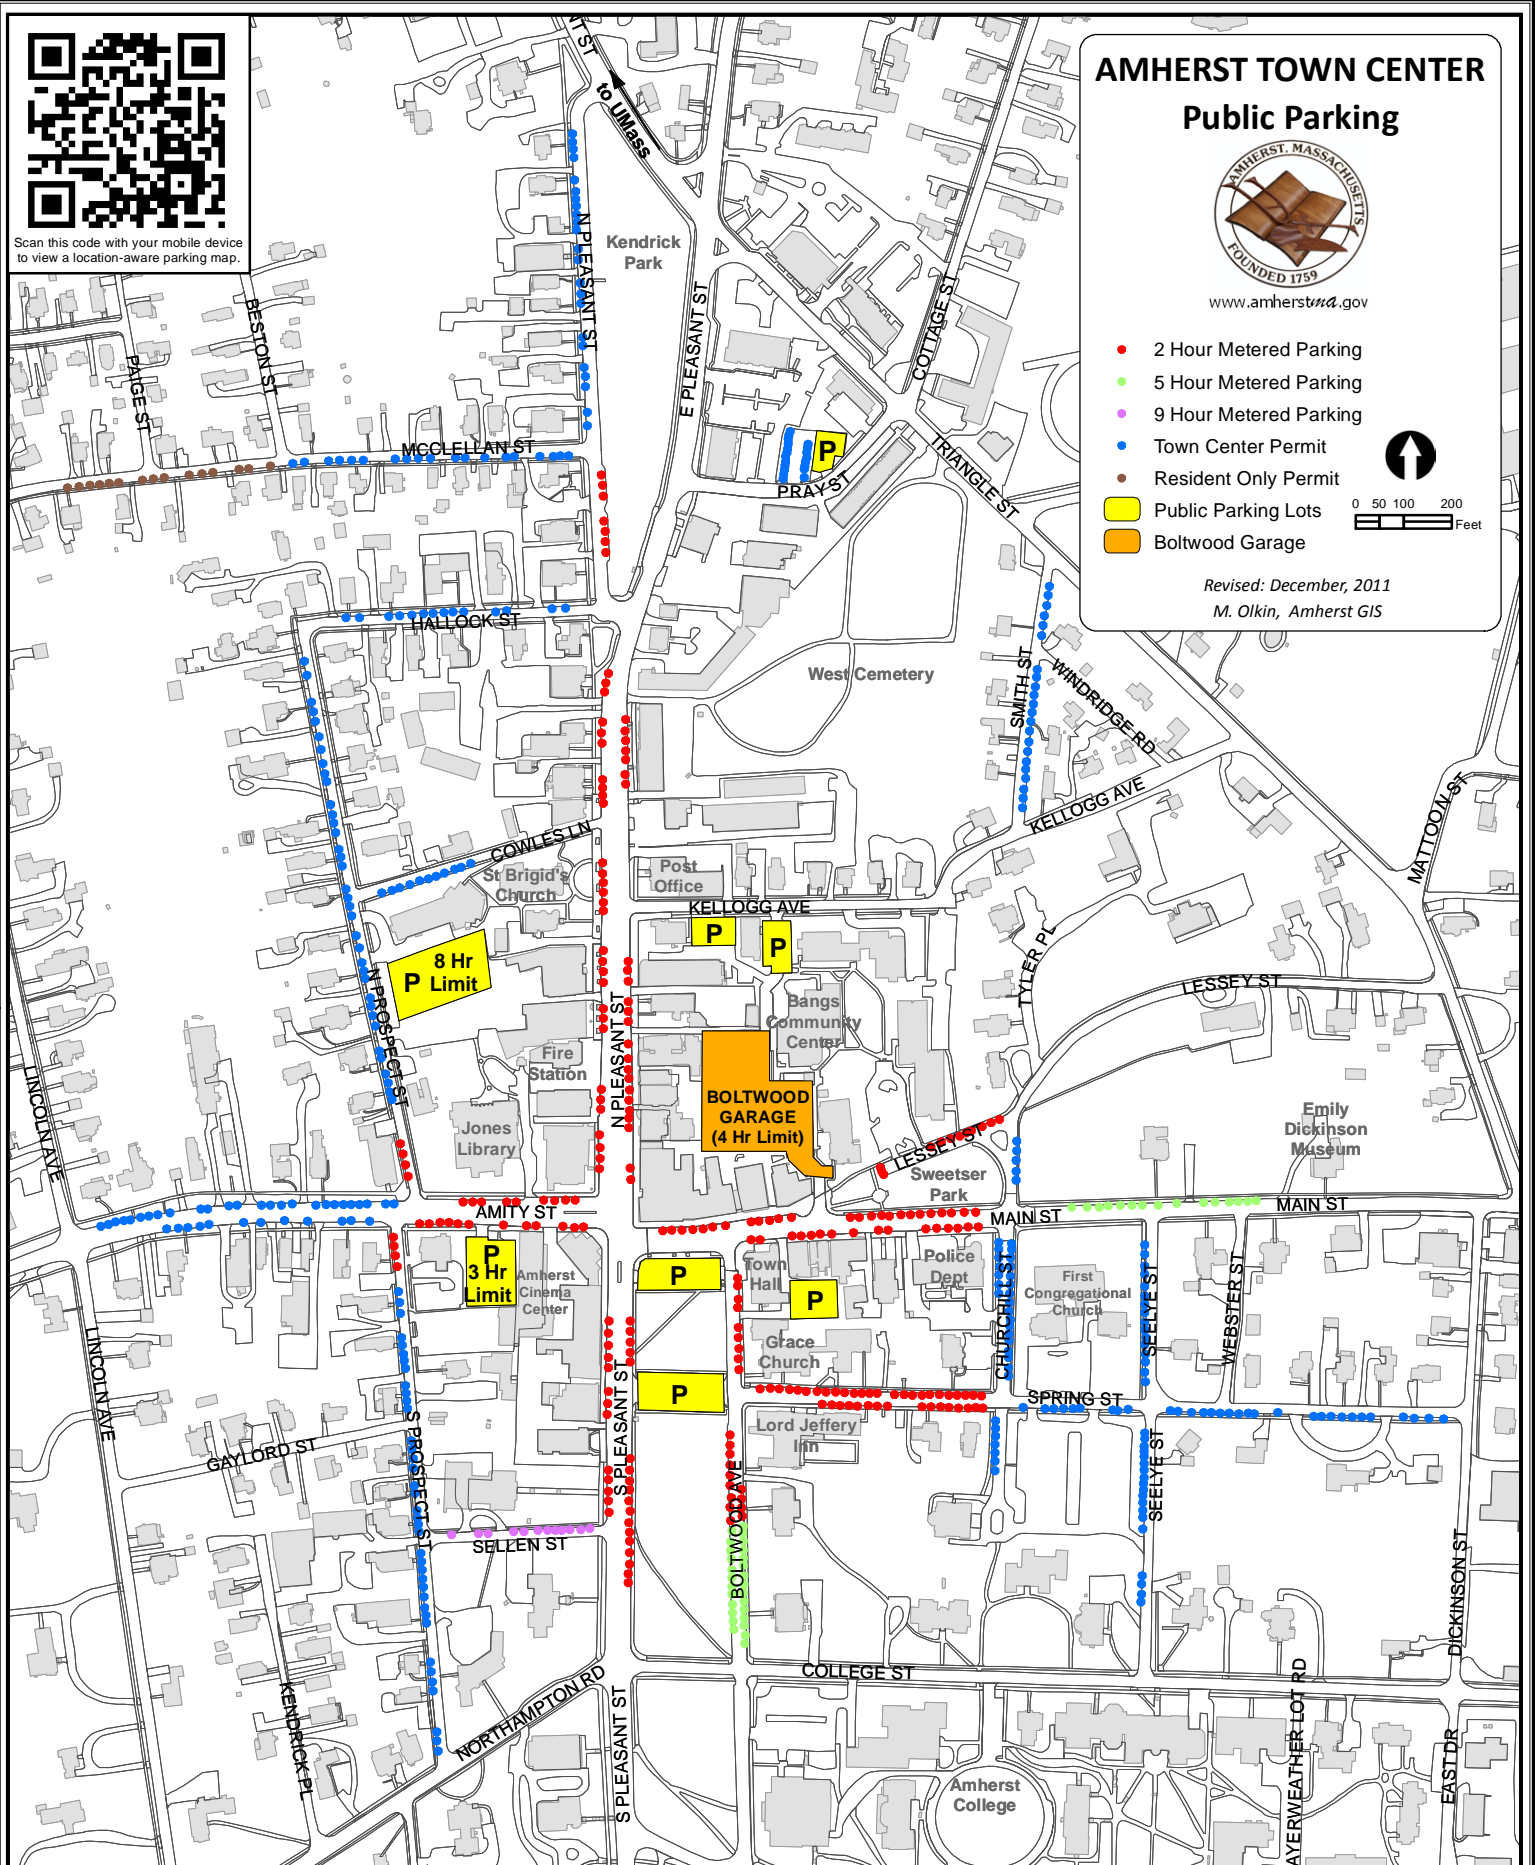 Scan this code with your mobile device
to view a location-aware parking map.
AMHERST TOWN CENTER
Public Parking
AMHERST, MASSACHUSETTS
FOUNDED 1759
www.amherstma.gov
2 Hour Metered Parking
5 Hour Metered Parking
9 Hour Metered Parking
Town Center Permit
Resident Only Permit
Public Parking Lots
Boltwood Garage
0 50 100 200
Feet
Revised: December, 2011
M. Olkin, Amherst GIS
NT ST
to UMass
Kendrick
Park
N PLEASANT ST
E PLEASANT ST
COTTAGE ST
BESTON ST
PAIGE ST
MCCLELLAN ST
P
PRAY ST
TRIANGLE ST
HALLOCK ST
West Cemetery
SMITH ST
WINDRIDGE RD
KELLOGG AVE
MATTOON ST
COWLES LN
St Brigid's
Church
Post
Office
KELLOGG AVE
P
P
8 Hr
P Limit
N PROSPECT ST
N PLEASANT ST
Bangs
Community
Center
TYLER PL
LESSEY ST
Fire
Station
LINCOLN AVE
BOLTWOOD
GARAGE
(4 Hr Limit)
Jones
Library
LESSEY ST
Sweetser
Park
Emily
Dickinson
Museum
AMITY ST
MAIN ST
MAIN ST
P
3 Hr
Limit
Amherst
Cinema
Center
P
Town
Hall
P
Police
Dept
CHURCHILL ST
First
Congregational
Church
SEELYE ST
WEBSTER ST
Grace
Church
LINCOLN AVE
S PLEASANT ST
P
SPRING ST
Lord Jeffery
Inn
GAYLORD ST
S PROSPECT ST
SEELYE ST
BOLTWOOD AVE
SELLEN ST
DICKINSON ST
COLLEGE ST
NORTHAMPTON RD
KENDRICK PL
S PLEASANT ST
Amherst
College
AYERWEATHER LOT RD
EAST DR